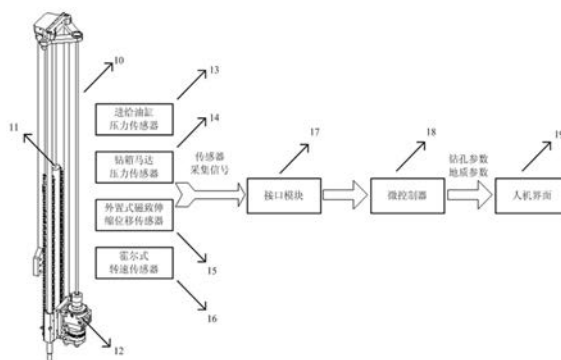 10
11
12
13
进给油缸
压力传感器
14
钻箱马达
压力传感器
外置式磁致伸
缩位移传感器
15
霍尔式
转速传感器
16
传感器
采集信号
17
接口模块
18
微控制器
钻孔参数
地质参数
19
人机界面